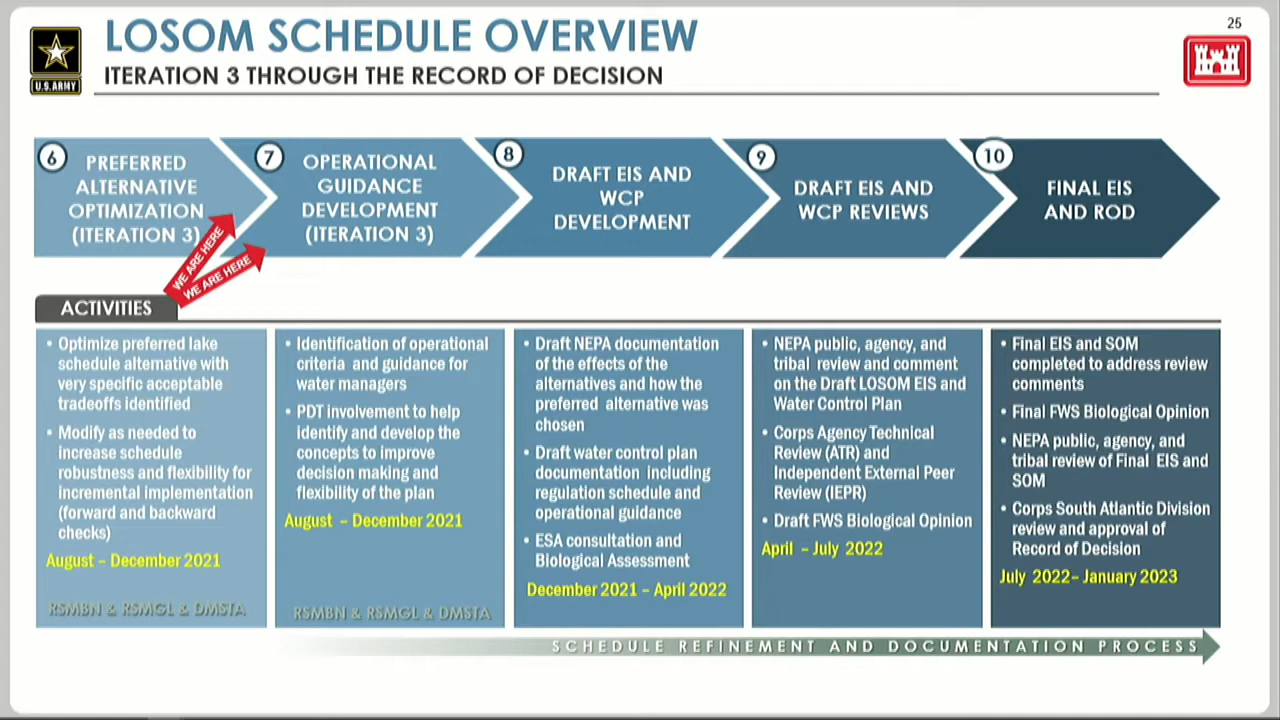 25
LOSOM SCHEDULE OVERVIEW
ITERATION 3 THROUGH THE RECORD OF DECISION
U.S.ARMY
6
PREFERRED
ALTERNATIVE
OPTIMIZATION
(ITERATION 3)
7
OPERATIONAL
GUIDANCE
DEVELOPMENT
(ITERATION 3)
8
DRAFT EIS AND
WCP
DEVELOPMENT
9
DRAFT EIS AND
WCP REVIEWS
10
FINAL EIS
AND ROD
WE ARE HERE
WE ARE HERE
ACTIVITIES
• Optimize preferred lake
schedule alternative with
very specific acceptable
tradeoffs identified
• Modify as needed to
increase schedule
robustness and flexibility for
incremental implementation
(forward and backward
checks)
August – December 2021
RSMBN & RSMGL & DMSTA
• Identification of operational
criteria and guidance for
water managers
• PDT involvement to help
identify and develop the
concepts to improve
decision making and
flexibility of the plan
August – December 2021
RSMBN & RSMGL & DMSTA
• Draft NEPA documentation
of the effects of the
alternatives and how the
preferred alternative was
chosen
• Draft water control plan
documentation including
regulation schedule and
operational guidance
• ESA consultation and
Biological Assessment
December 2021 – April 2022
• NEPA public, agency, and
tribal review and comment
on the Draft LOSOM EIS and
Water Control Plan
• Corps Agency Technical
Review (ATR) and
Independent External Peer
Review (IEPR)
• Draft FWS Biological Opinion
April – July 2022
• Final EIS and SOM
completed to address review
comments
• Final FWS Biological Opinion
• NEPA public, agency, and
tribal review of Final EIS and
SOM
• Corps South Atlantic Division
review and approval of
Record of Decision
July 2022– January 2023
SCHEDULE REFINEMENT AND DOCUMENTATION PROCESS